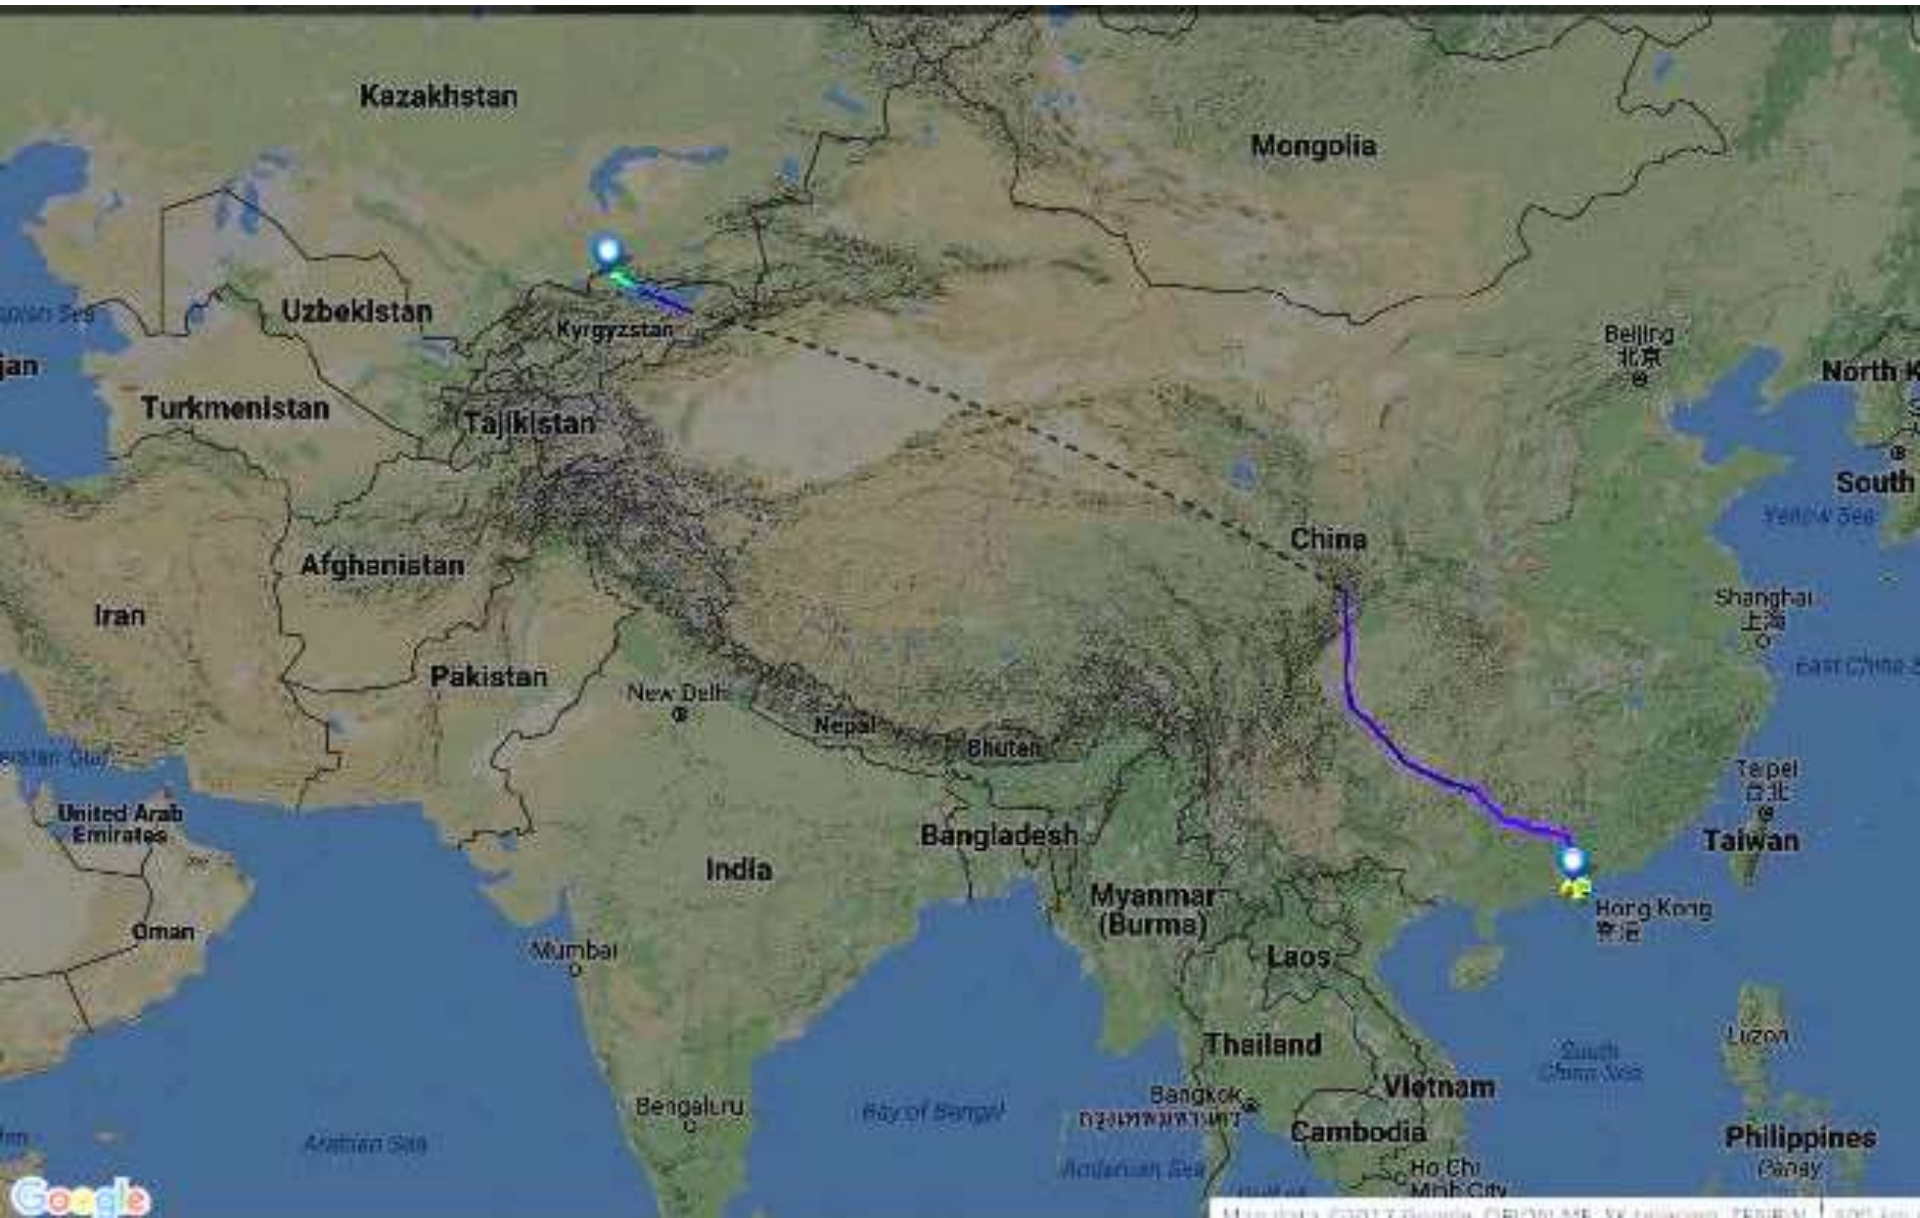 Kazakhstan
Mongolia
Uzbekistan
Kyrgyzstan
Beijing
北京
North K
jan
Turkmenistan
Tajikistan
South
Yellow Sea
China
Afghanistan
Iran
Shanghai
上海
East China S
Pakistan
New Delhi
Nepal
Bhutan
Taipei
台北
United Arab
Emirates
Bangladesh
Taiwan
India
Myanmar
(Burma)
Hong Kong
Oman
Mumbai
Laos
Luzon
Thailand
South
China Sea
Vietnam
Bangkok
Bengaluru
Bay of Bengal
Cambodia
Arabian Sea
Philippines
Andaman Sea
Ho Chi
Minh City
Panay
Google